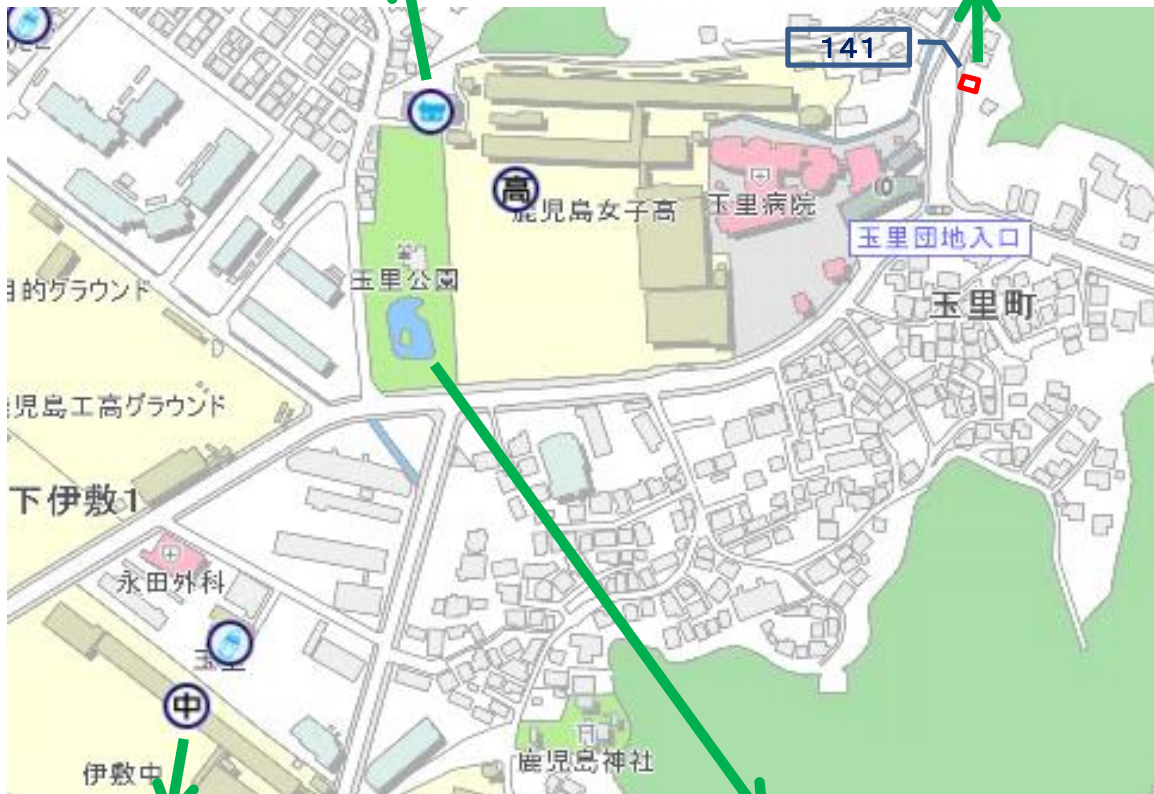 141
高
鹿児島女子高
玉里病院
玉里団地入口
玉里公園
玉里町
目的グラウンド
鹿児島工高グラウンド
下伊敷1
永田外科
玉里
中
伊敷中
鹿児島神社